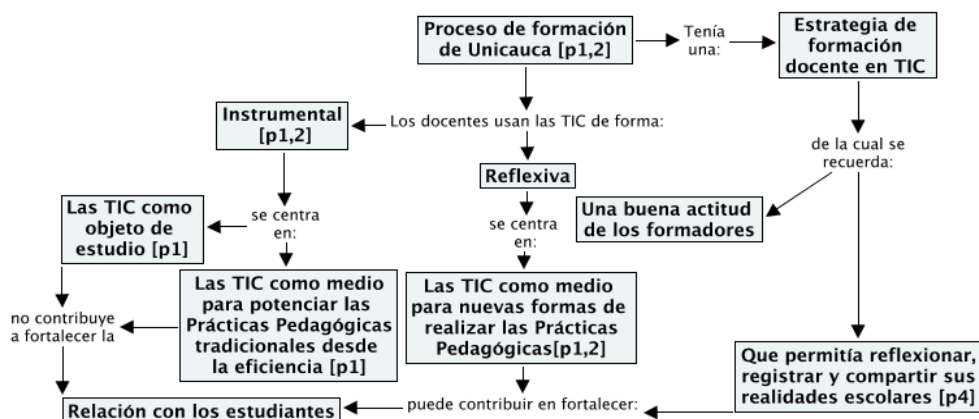 Proceso de formación
de Unicauca [p1,2]
Tenía
una:
Estrategia de
formación
docente en TIC
Instrumental
[p1,2]
Los docentes usan las TIC de forma:
de la cual se
recuerda:
Reflexiva
Las TIC como
objeto de
estudio [p1]
se centra
en:
se centra
en:
Una buena actitud
de los formadores
Las TIC como medio
para potenciar las
Prácticas Pedagógicas
tradicionales desde
la eficiencia [p1]
Las TIC como medio
para nuevas formas de
realizar las Prácticas
Pedagógicas[p1,2]
no contribuye
a fortalecer la
Que permitía reflexionar,
registrar y compartir sus
realidades escolares [p4]
Relación con los estudiantes
puede contribuir en fortalecer: